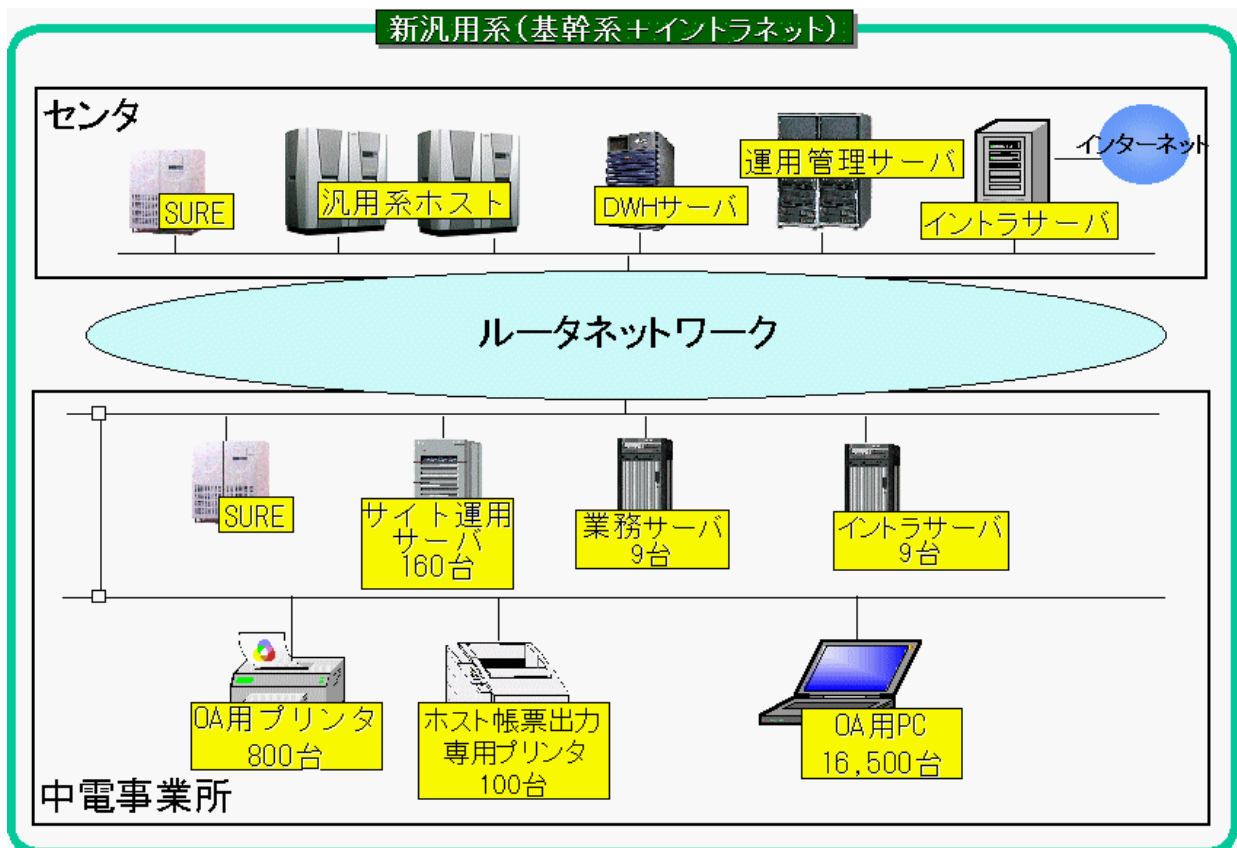 新汎用系(基幹系＋イントラネット)
センタ
SURE
汎用系ホスト
DWHサーバ
運用管理サーバ
イントラサーバ
インターネット
ルータネットワーク
SURE
サイト運用
サーバ
160台
業務サーバ
9台
イントラサーバ
9台
OA用プリンタ
800台
ホスト帳票出力
専用プリンタ
100台
OA用PC
16,500台
中電事業所